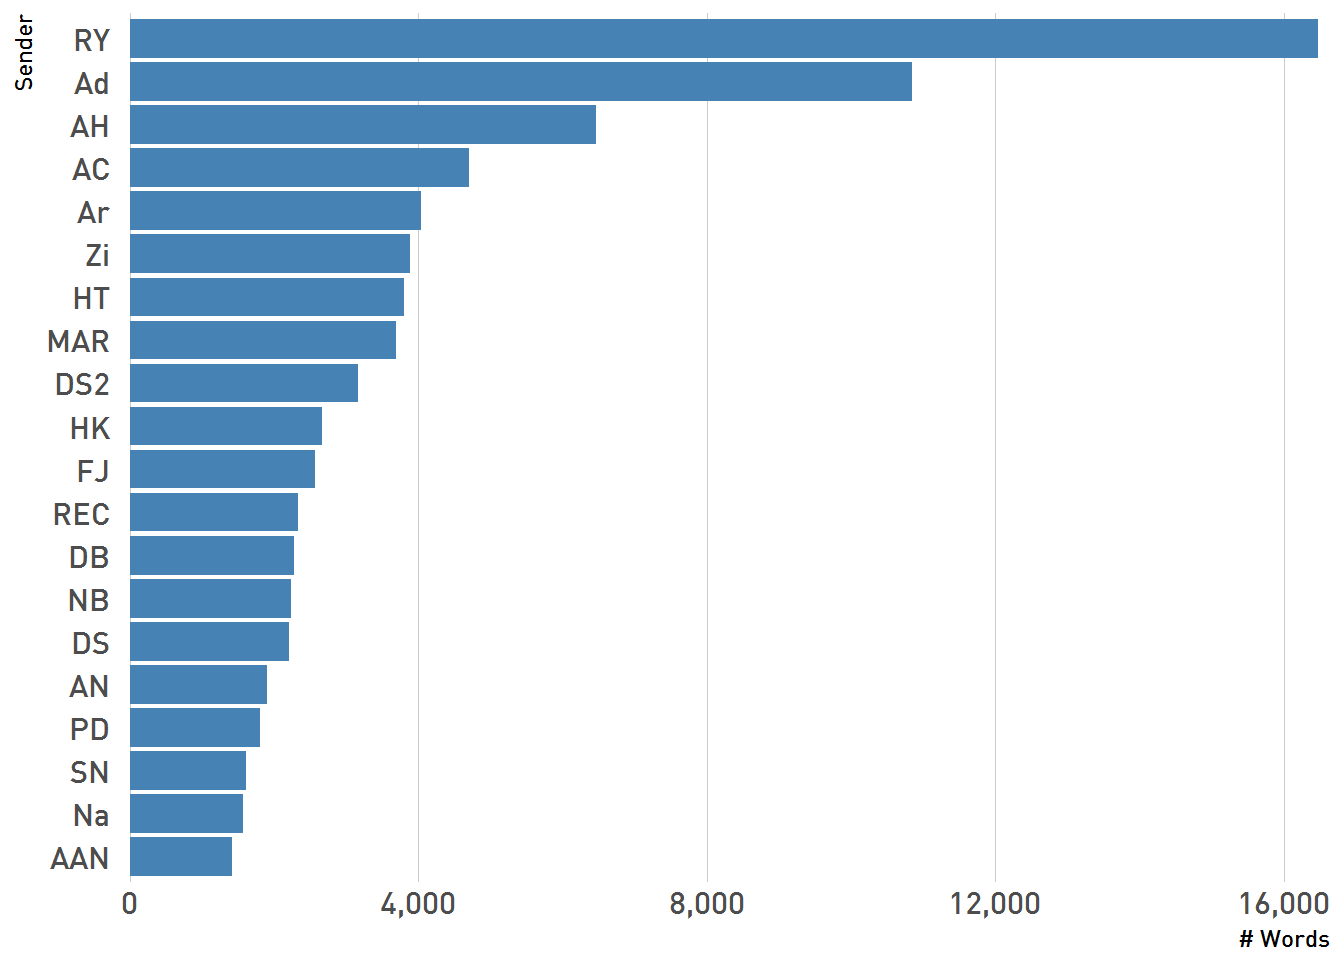 Sender
RY
Ad
AH
AC
Ar
Zi
HT
MAR
DS2
HK
FJ
REC
DB
NB
DS
AN
PD
SN
Na
AAN
0 4,000 8,000 12,000 16,000
# Words